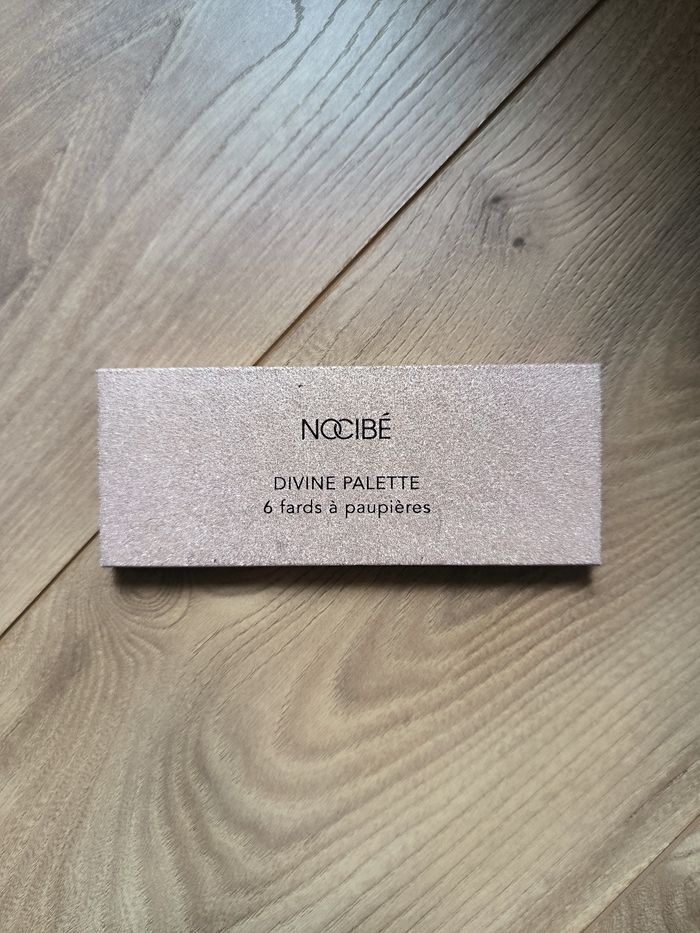 NOCIBÉ
DIVINE PALETTE
6 fards à paupières